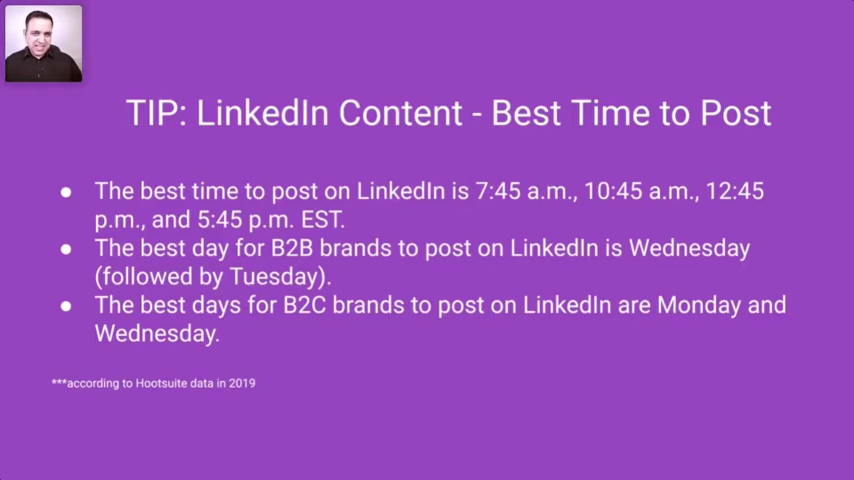 TIP: LinkedIn Content - Best Time to Post
● The best time to post on LinkedIn is 7:45 a.m., 10:45 a.m., 12:45
p.m., and 5:45 p.m. EST.
● The best day for B2B brands to post on LinkedIn is Wednesday
(followed by Tuesday).
● The best days for B2C brands to post on LinkedIn are Monday and
Wednesday.
***according to Hootsuite data in 2019